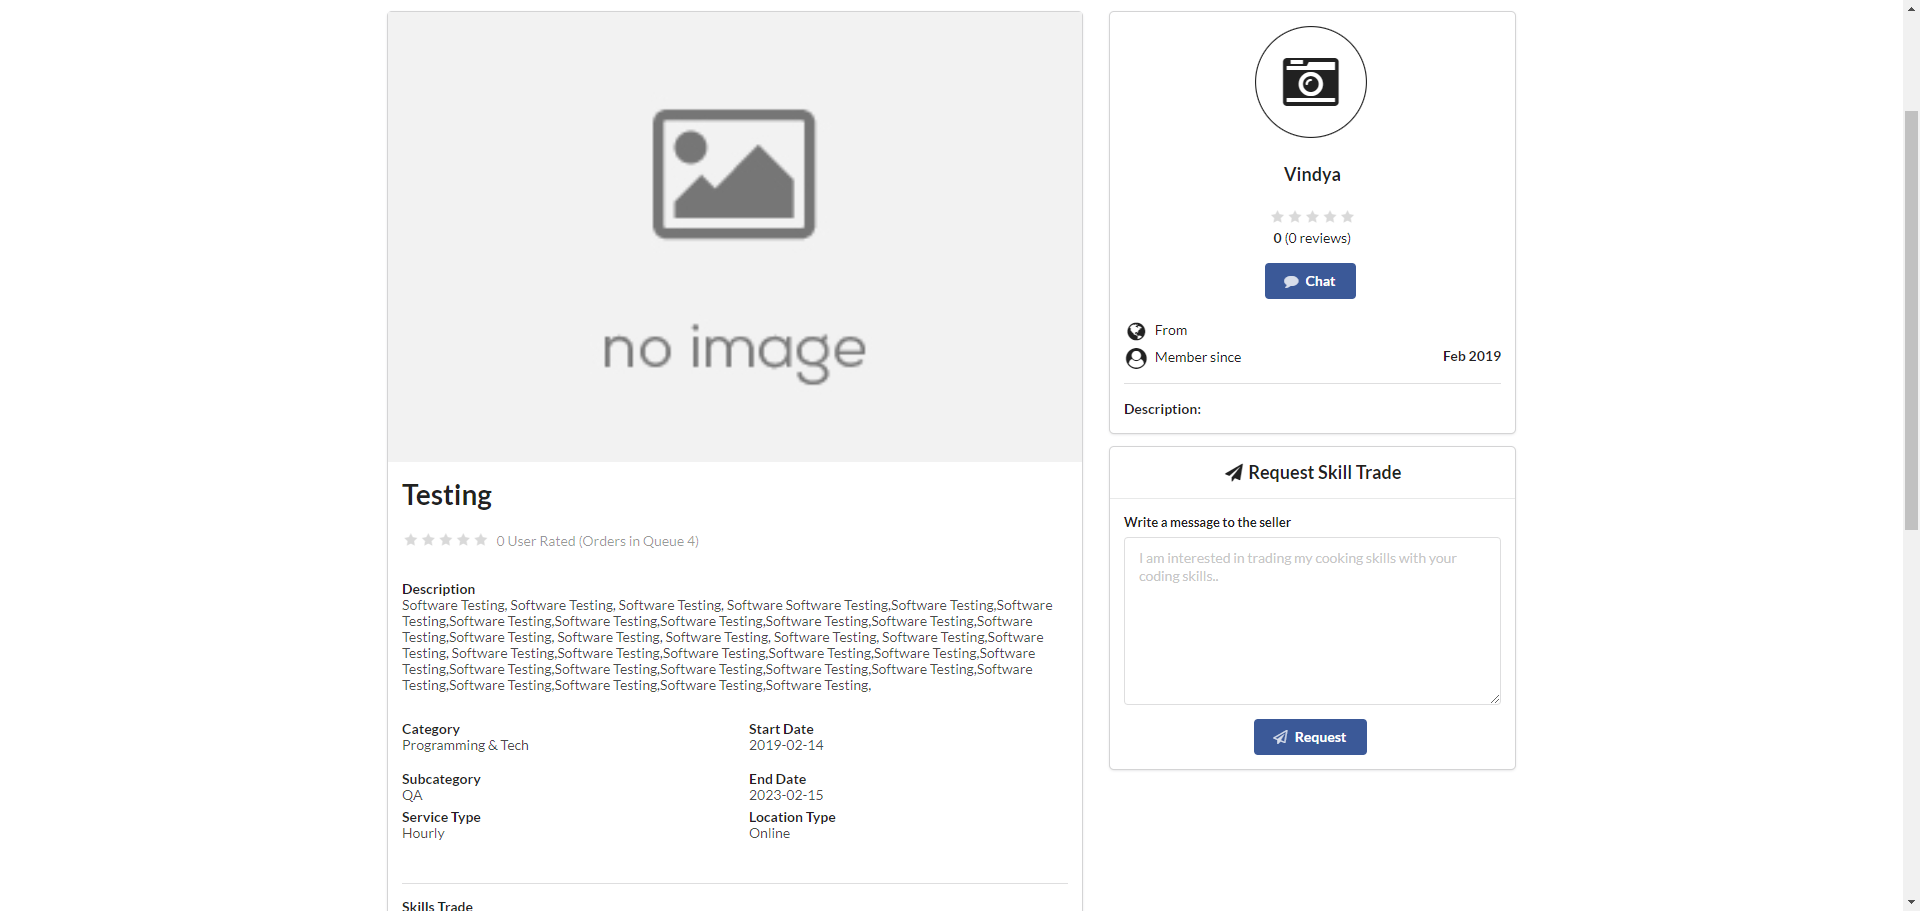 no image
Testing
0 User Rated (Orders in Queue 4)
Description
Software Testing, Software Testing, Software Testing, Software Software Testing,Software Testing,Software
Testing,Software Testing,Software Testing,Software Testing,Software Testing,Software Testing,Software
Testing,Software Testing, Software Testing, Software Testing, Software Testing, Software Testing,Software
Testing, Software Testing,Software Testing,Software Testing,Software Testing,Software Testing,Software
Testing,Software Testing,Software Testing,Software Testing,Software Testing,Software Testing,Software
Testing,Software Testing,Software Testing,Software Testing,Software Testing,
Category
Programming & Tech
Start Date
2019-02-14
Subcategory
QA
End Date
2023-02-15
Service Type
Hourly
Location Type
Online
Skills Trade
Vindya
0 (0 reviews)
Chat
From
Member since Feb 2019
Description:
Request Skill Trade
Write a message to the seller
I am interested in trading my cooking skills with your
coding skills..
Request